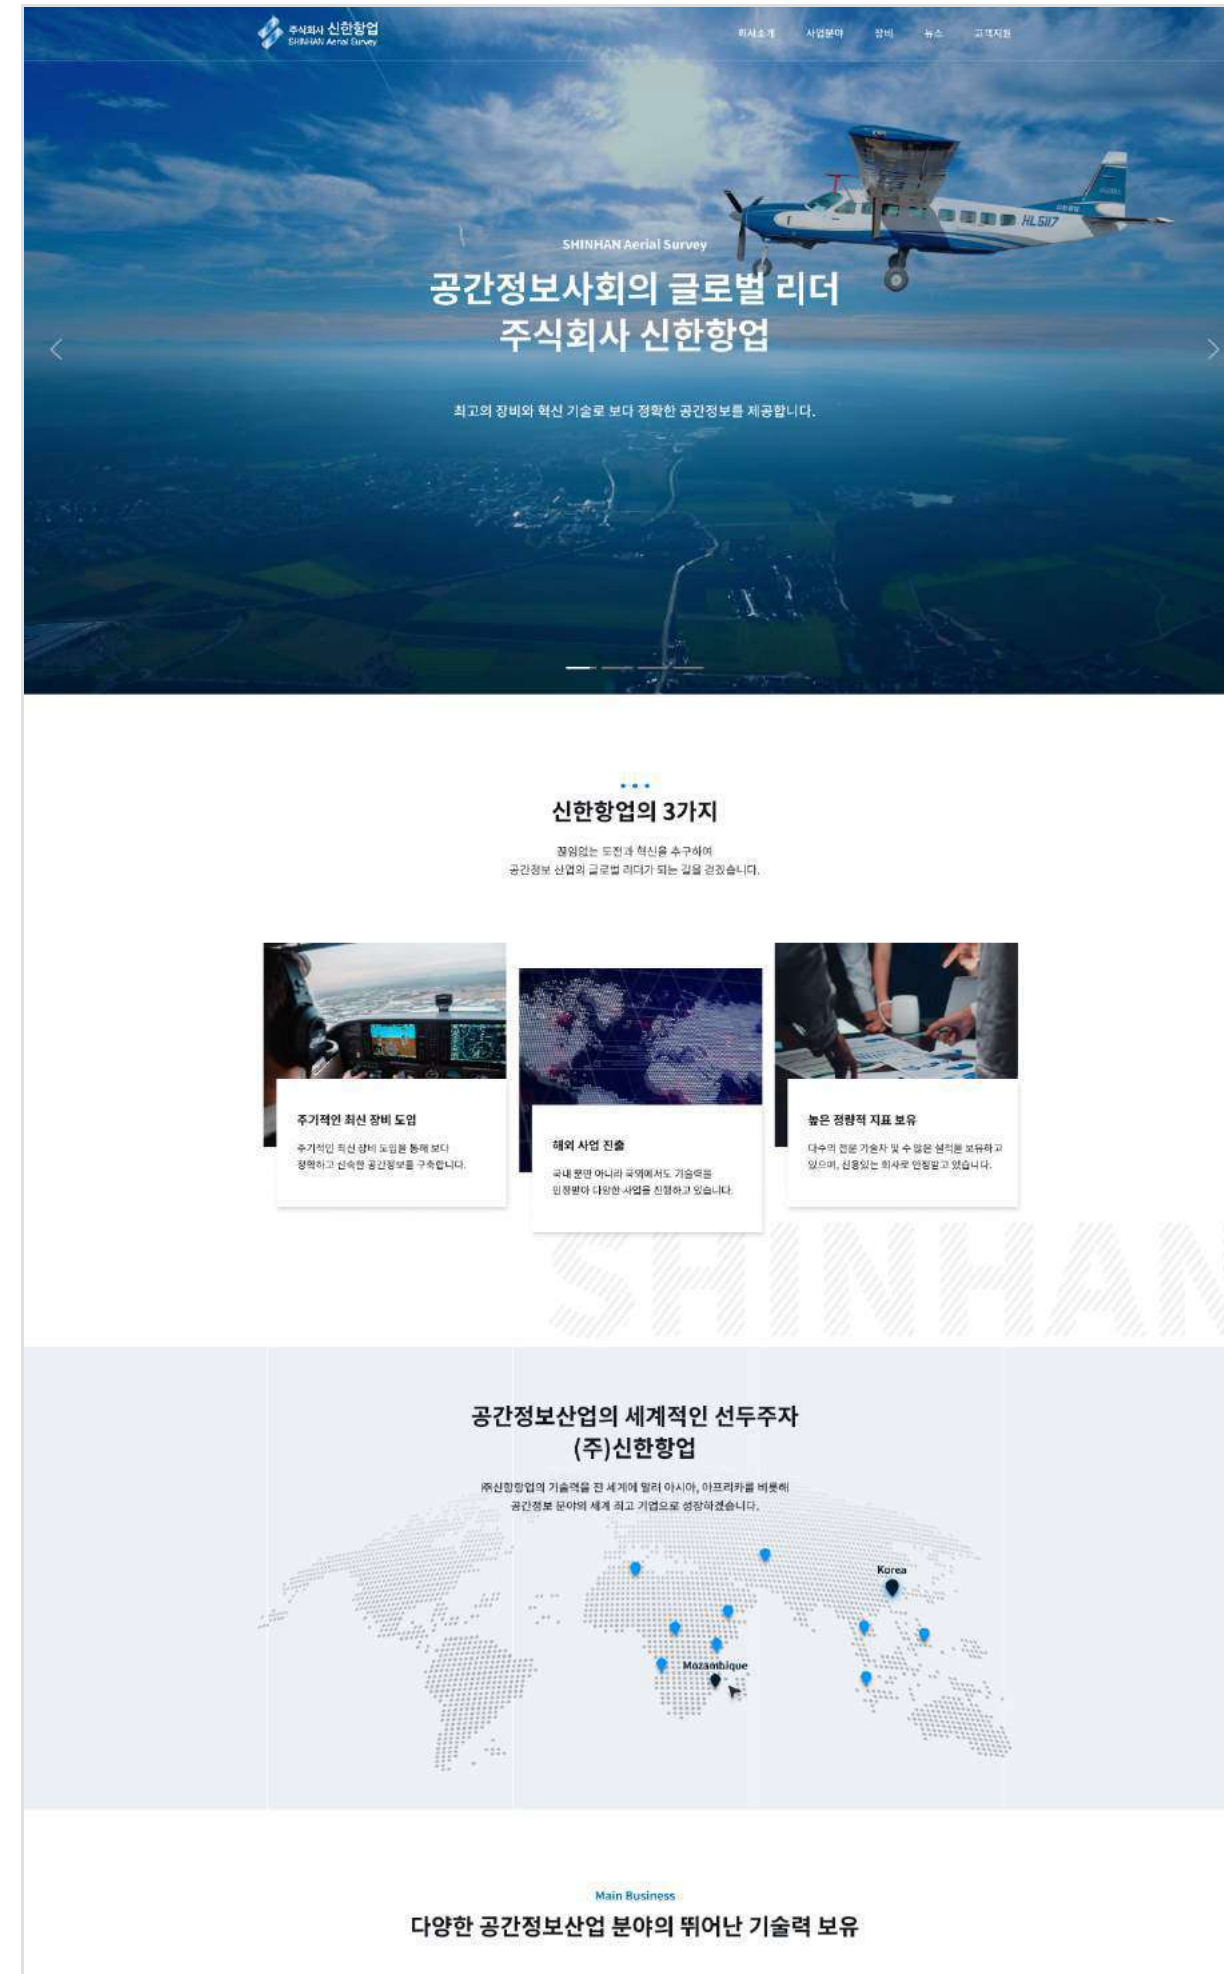 주식회사 신한항업
SHINHAN Aerial Survey
회사소개 사업분야 장비 뉴스 고객지원
HL5117
SHINHAN Aerial Survey
공간정보사회의 글로벌 리더
주식회사 신한항업
최고의 장비와 혁신 기술로 보다 정확한 공간정보를 제공합니다.
신한항업의 3가지
끊임없는 도전과 혁신을 추구하여
공간정보 산업의 글로벌 리더가 되는 길을 걷겠습니다.
주기적인 최신 장비 도입
주기적인 최신 장비 도입을 통해 보다
정확하고 신속한 공간정보를 구축합니다.
해외 사업 진출
국내 뿐만 아니라 국외에서도 기술력을
인정받아 다양한 사업을 진행하고 있습니다.
높은 정량적 지표 보유
다수의 전문 기술자 및 수 많은 실적을 보유하고
있으며, 신용있는 회사로 인정받고 있습니다.
SHINHAN
공간정보산업의 세계적인 선두주자
(주)신한항업
㈜신항항업의 기술력을 전 세계에 알려 아시아, 아프리카를 비롯해
공간정보 분야의 세계 최고 기업으로 성장하겠습니다.
Korea
Mozambique
Main Business
다양한 공간정보산업 분야의 뛰어난 기술력 보유